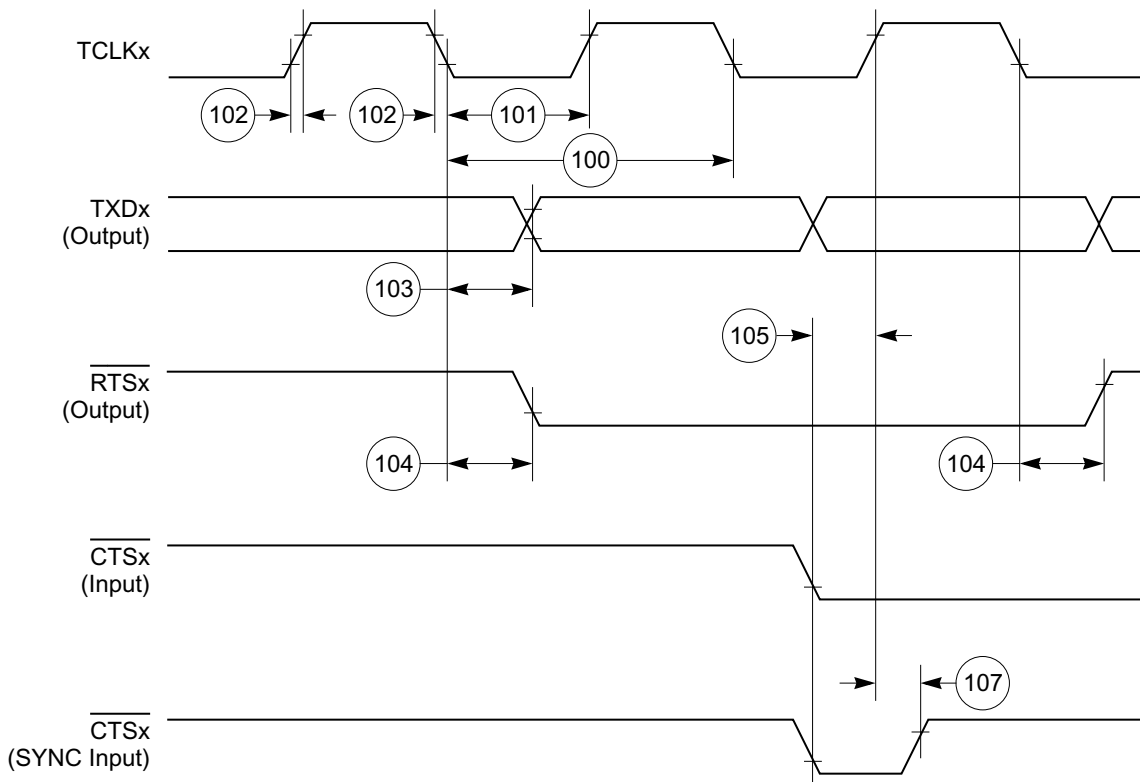 TCLKx
102
102
101
100
TXDx
(Output)
103
105
RTSx
(Output)
104
104
CTSx
(Input)
107
CTSx
(SYNC Input)